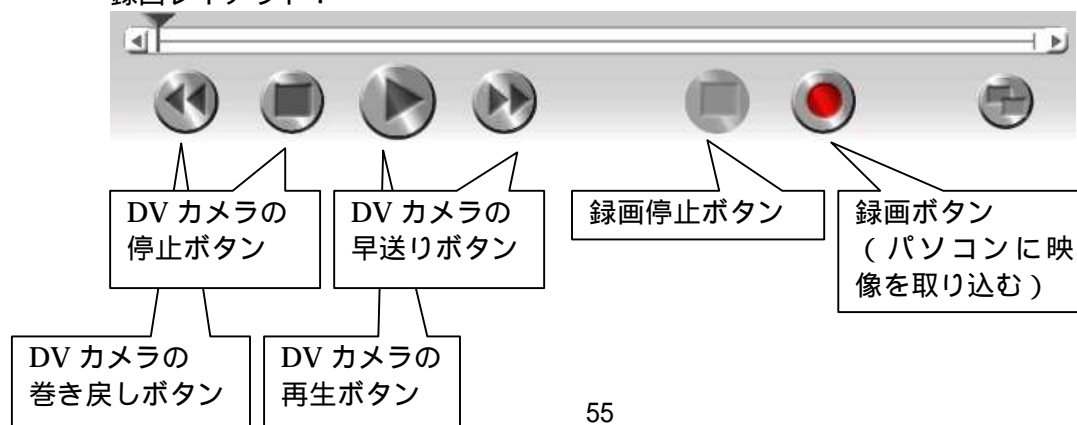 DV カメラの
停止ボタン
DV カメラの
早送りボタン
録画停止ボタン
録画ボタン
(パソコンに映
像を取り込む)
DV カメラの
巻き戻しボタン
DV カメラの
再生ボタン
55